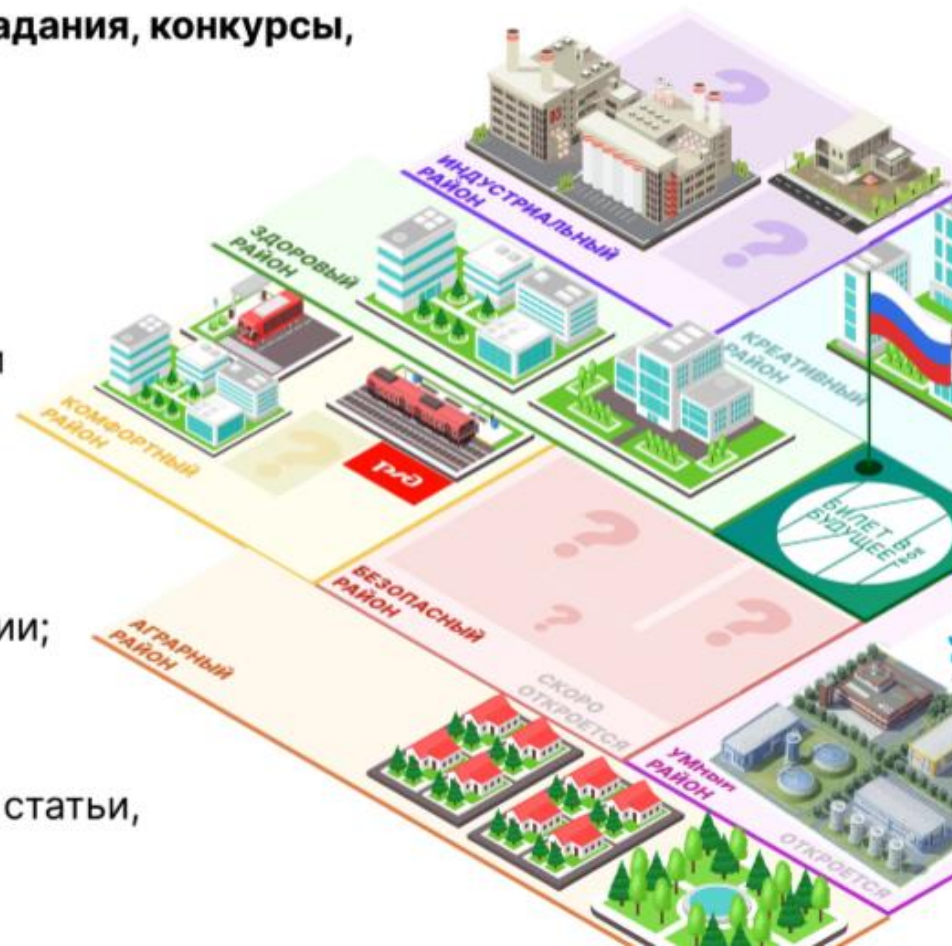 адания, конкурсы,
ИНДУСТРИАЛЬНЫЙ
РАЙОН
ЗДОРОВЫЙ
РАЙОН
КРЕАТИВНЫЙ
РАЙОН
КОМФОРТНЫЙ
РАЙОН
РЖД
БИЛЕТ В
БУДУЩЕЕ
ТВОЕ
БЕЗОПАСНЫЙ
РАЙОН
ии;
АГРАРНЫЙ
РАЙОН
СКОРО
ОТКРОЕТСЯ
УМНЫЙ
РАЙОН
статьи,
ОТКРОЕТСЯ